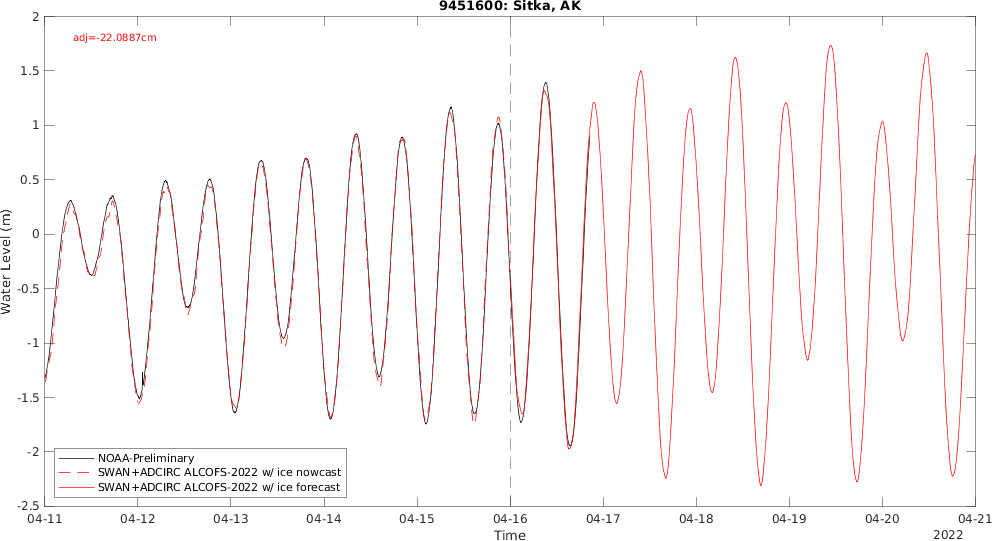 9451600: Sitka, AK
2
adj=-22.0887cm
1.5
1
0.5
0
-0.5
-1
-1.5
-2
-2.5
Water Level (m)
NOAA-Preliminary
SWAN+ADCIRC ALCOFS-2022 w/ ice nowcast
SWAN+ADCIRC ALCOFS-2022 w/ ice forecast
04-11 04-12 04-13 04-14 04-15 04-16 04-17 04-18 04-19 04-20 04-21
Time
2022